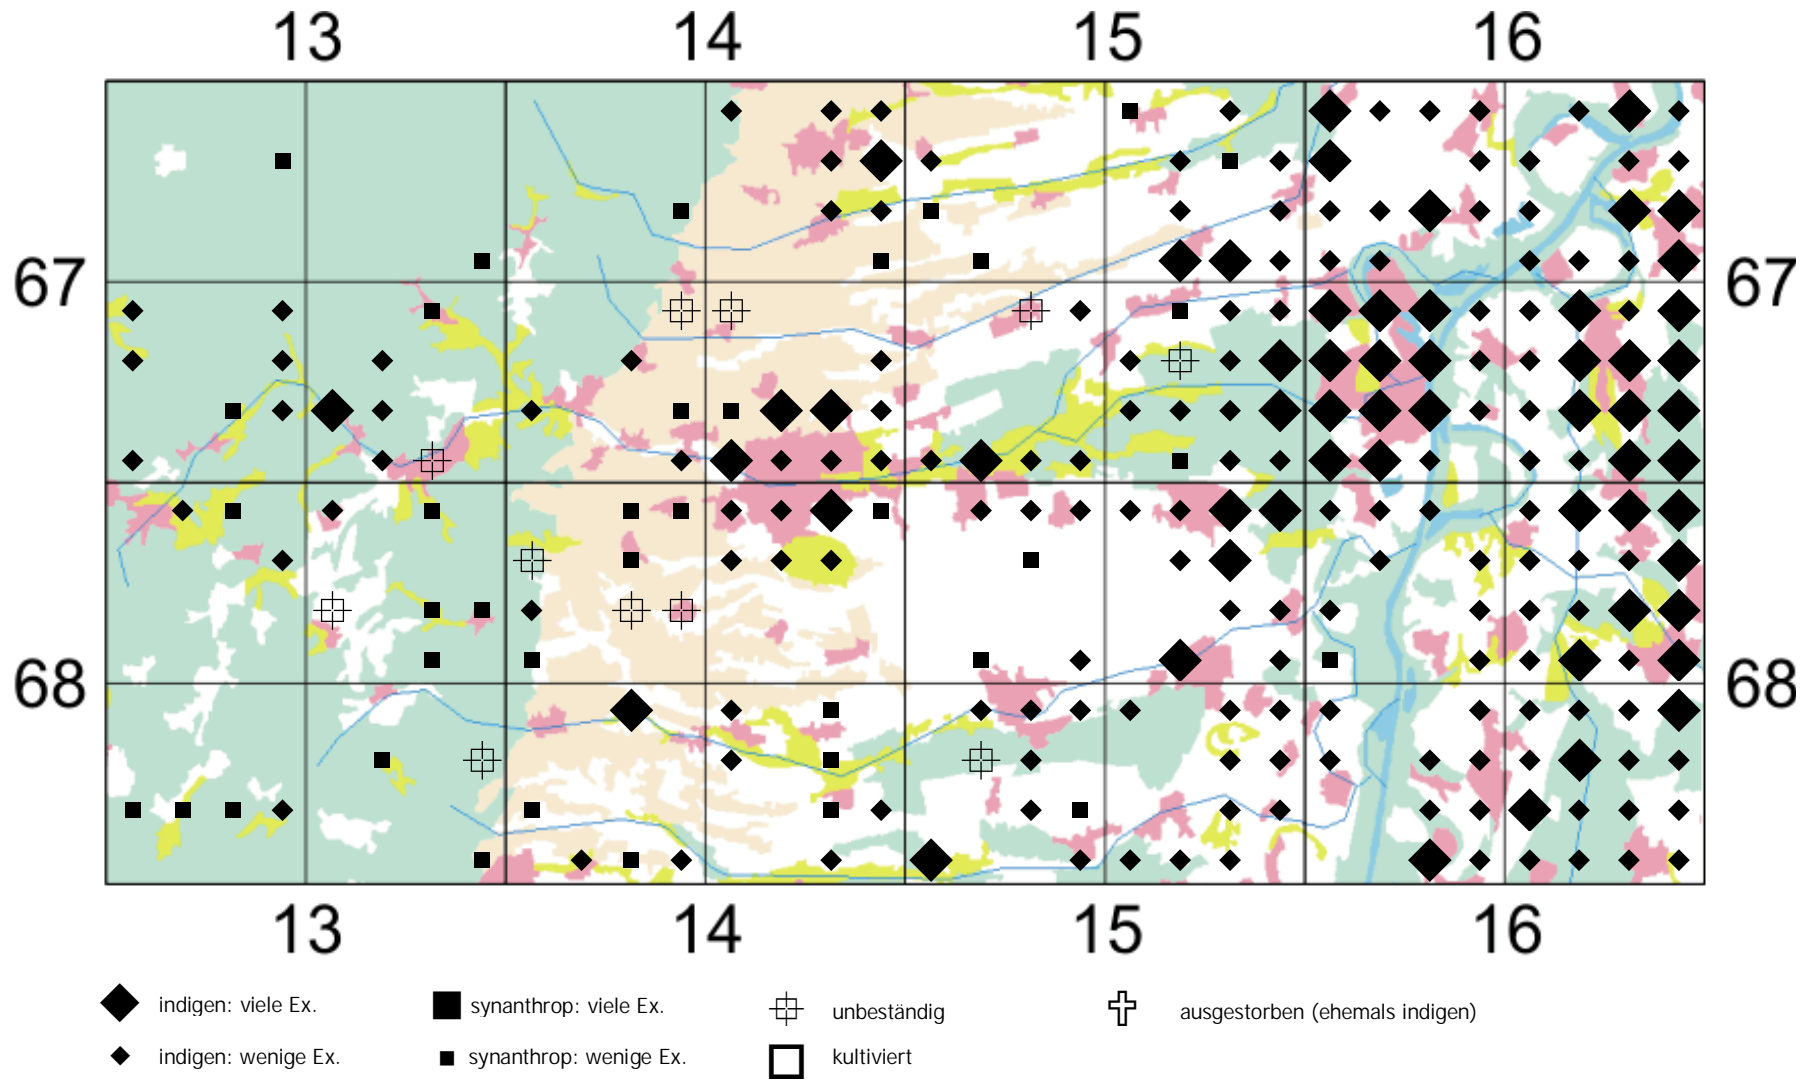 13 14 15 16
67 67
68 68
13 14 15 16
indigen: viele Ex. synanthrop: viele Ex. unbeständig ausgestorben (ehemals indigen)
indigen: wenige Ex. synanthrop: wenige Ex. kultiviert